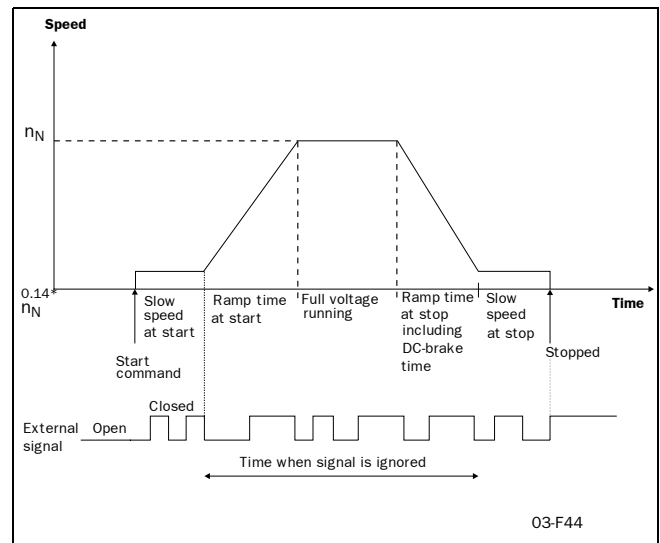 Speed
nN
0.14*
nN
Time
Slow
speed
at start
Ramp time
at start
Full voltage
running
Ramp time
at stop
including
DC-brake
time
Slow
speed
at stop
Start
command
Stopped
Closed
External
signal
Open
Time when signal is ignored
03-F44